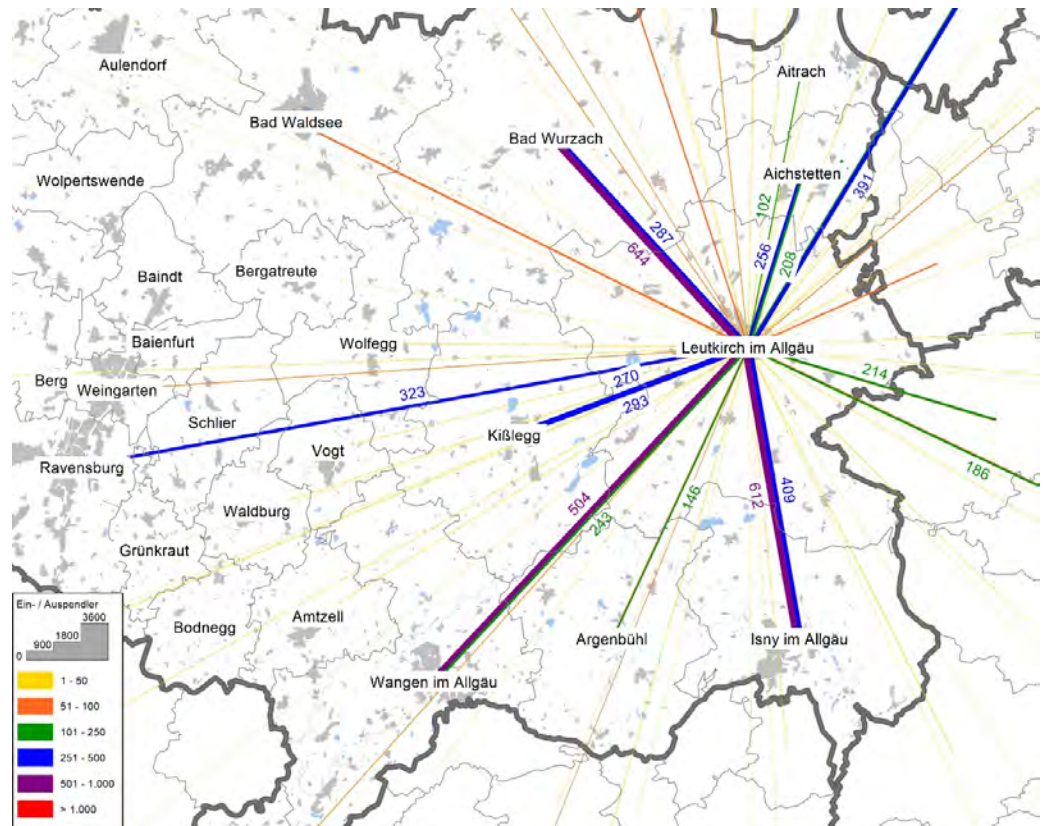 Aulendorf
Aitrach
Bad Waldsee
Bad Wurzach
Wolpertswende
Aichstetten
391
102
287
644
256
208
Baindt
Bergatreute
Baienfurt
Wolfegg
Leutkirch im Allgäu
Berg
Weingarten
323
270
293
214
Schlier
Kißlegg
Vogt
Ravensburg
186
504
243
146
612
409
Waldburg
Grünkraut
Bodnegg
Amtzell
Argenbühl
Isny im Allgäu
Wangen im Allgäu
Ein- / Auspendler
3600
1800
900
0
1 - 50
51 - 100
101 - 250
251 - 500
501 - 1.000
> 1.000